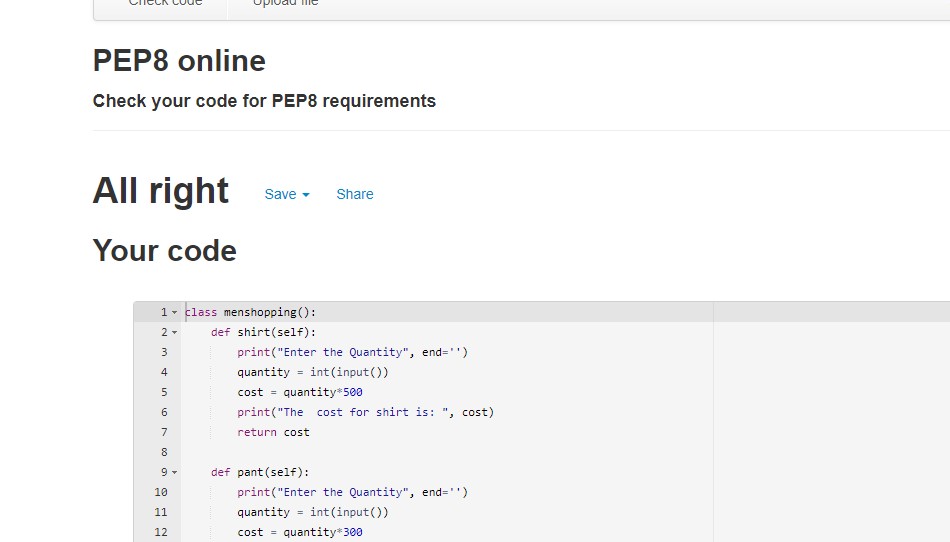 Check code Upload file
PEP8 online
Check your code for PEP8 requirements
All right Save Share
Your code
1 class menshopping():
2 def shirt(self):
3 print("Enter the Quantity", end='')
4 quantity = int(input())
5 cost = quantity*500
6 print("The  cost for shirt is: ", cost)
7 return cost
8
9 def pant(self):
10 print("Enter the Quantity", end='')
11 quantity = int(input())
12 cost = quantity*300